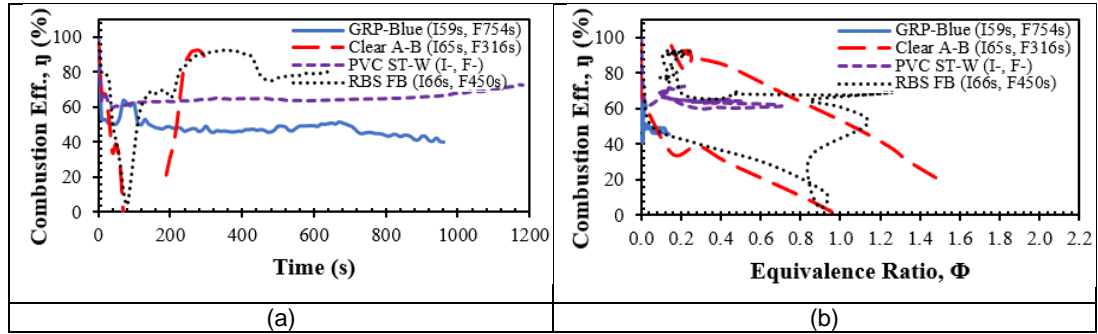 GRP-Blue (I59s, F754s)
Clear A-B (I65s, F316s)
PVC ST-W (I-, F-)
RBS FB (I66s, F450s)
Combustion Eff., η (%)
100
80
60
40
20
0
0 200 400 600 800 1000 1200
Time (s)
GRP-Blue (I59s, F754s)
Clear A-B (I65s, F316s)
PVC ST-W (I-, F-)
RBS FB (I66s, F450s)
Combustion Eff., η (%)
100
80
60
40
20
0
0.0 0.2 0.4 0.6 0.8 1.0 1.2 1.4 1.6 1.8 2.0 2.2
Equivalence Ratio, Φ
(a) (b)